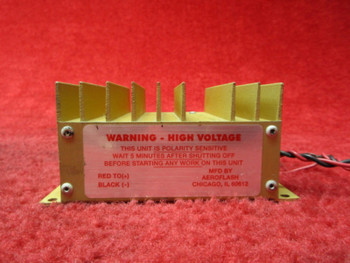 WARNING - HIGH VOLTAGE
THIS UNIT IS POLARITY SENSITIVE
WAIT 5 MINUTES AFTER SHUTTING OFF
BEFORE STARTING ANY WORK ON THIS UNIT
RED TO(+) MFG BY
AEROFLASH
BLACK (-) CHICAGO, IL 60612